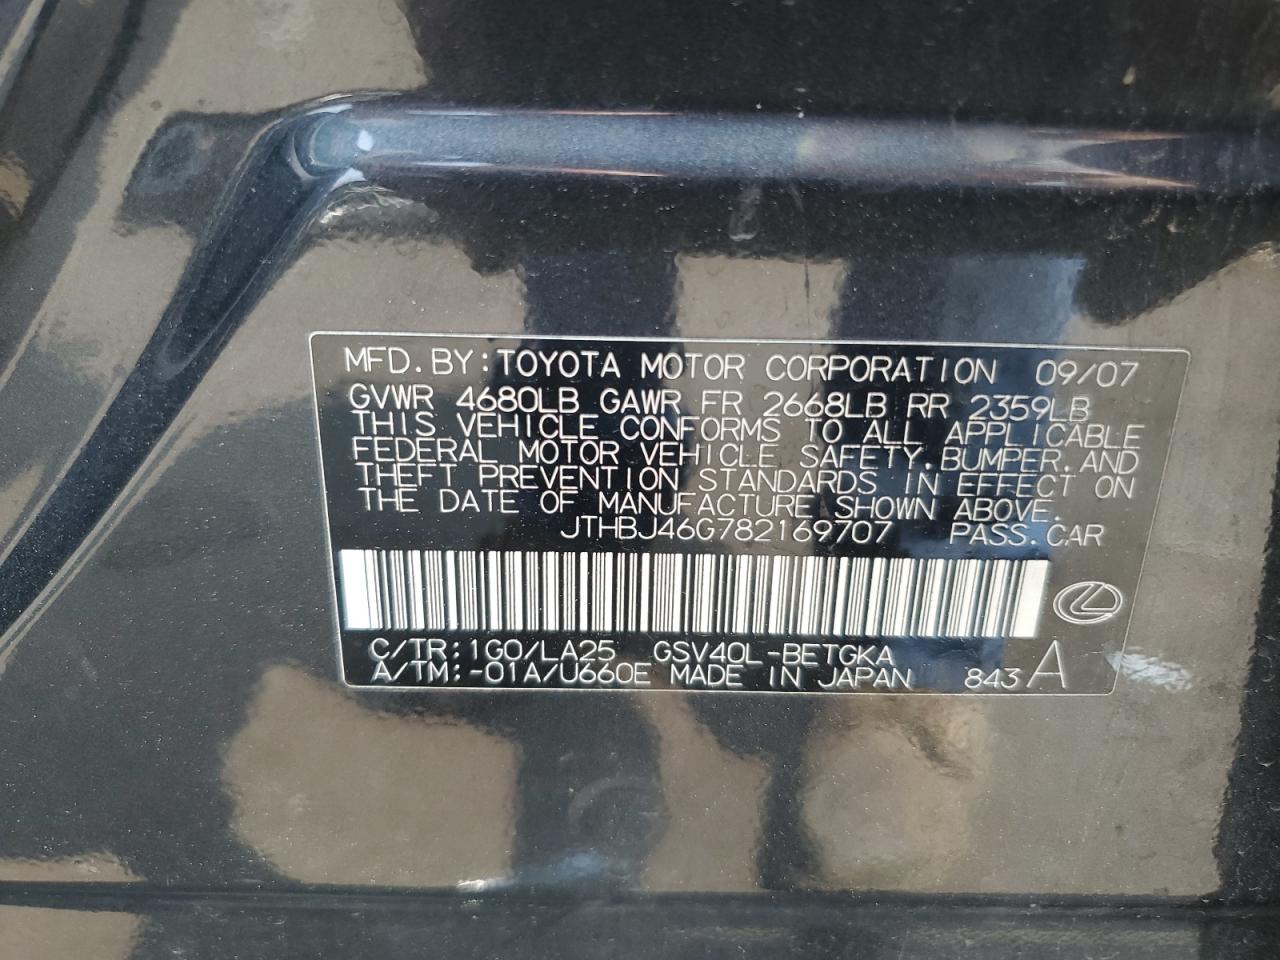 MFD. BY: TOYOTA MOTOR CORPORATION 09/07
GVWR 4680LB GAWR FR 2668LB RR 2359LB
THIS VEHICLE CONFORMS TO ALL APPLICABLE
FEDERAL MOTOR VEHICLE SAFETY, BUMPER, AND
THEFT PREVENTION STANDARDS IN EFFECT ON
THE DATE OF MANUFACTURE SHOWN ABOVE.
JTHBJ46G782169707 PASS. CAR
C/TR: 1G0/LA25 GSV40L-BETGKA
A/TM: -01A/U660E MADE IN JAPAN 843 A